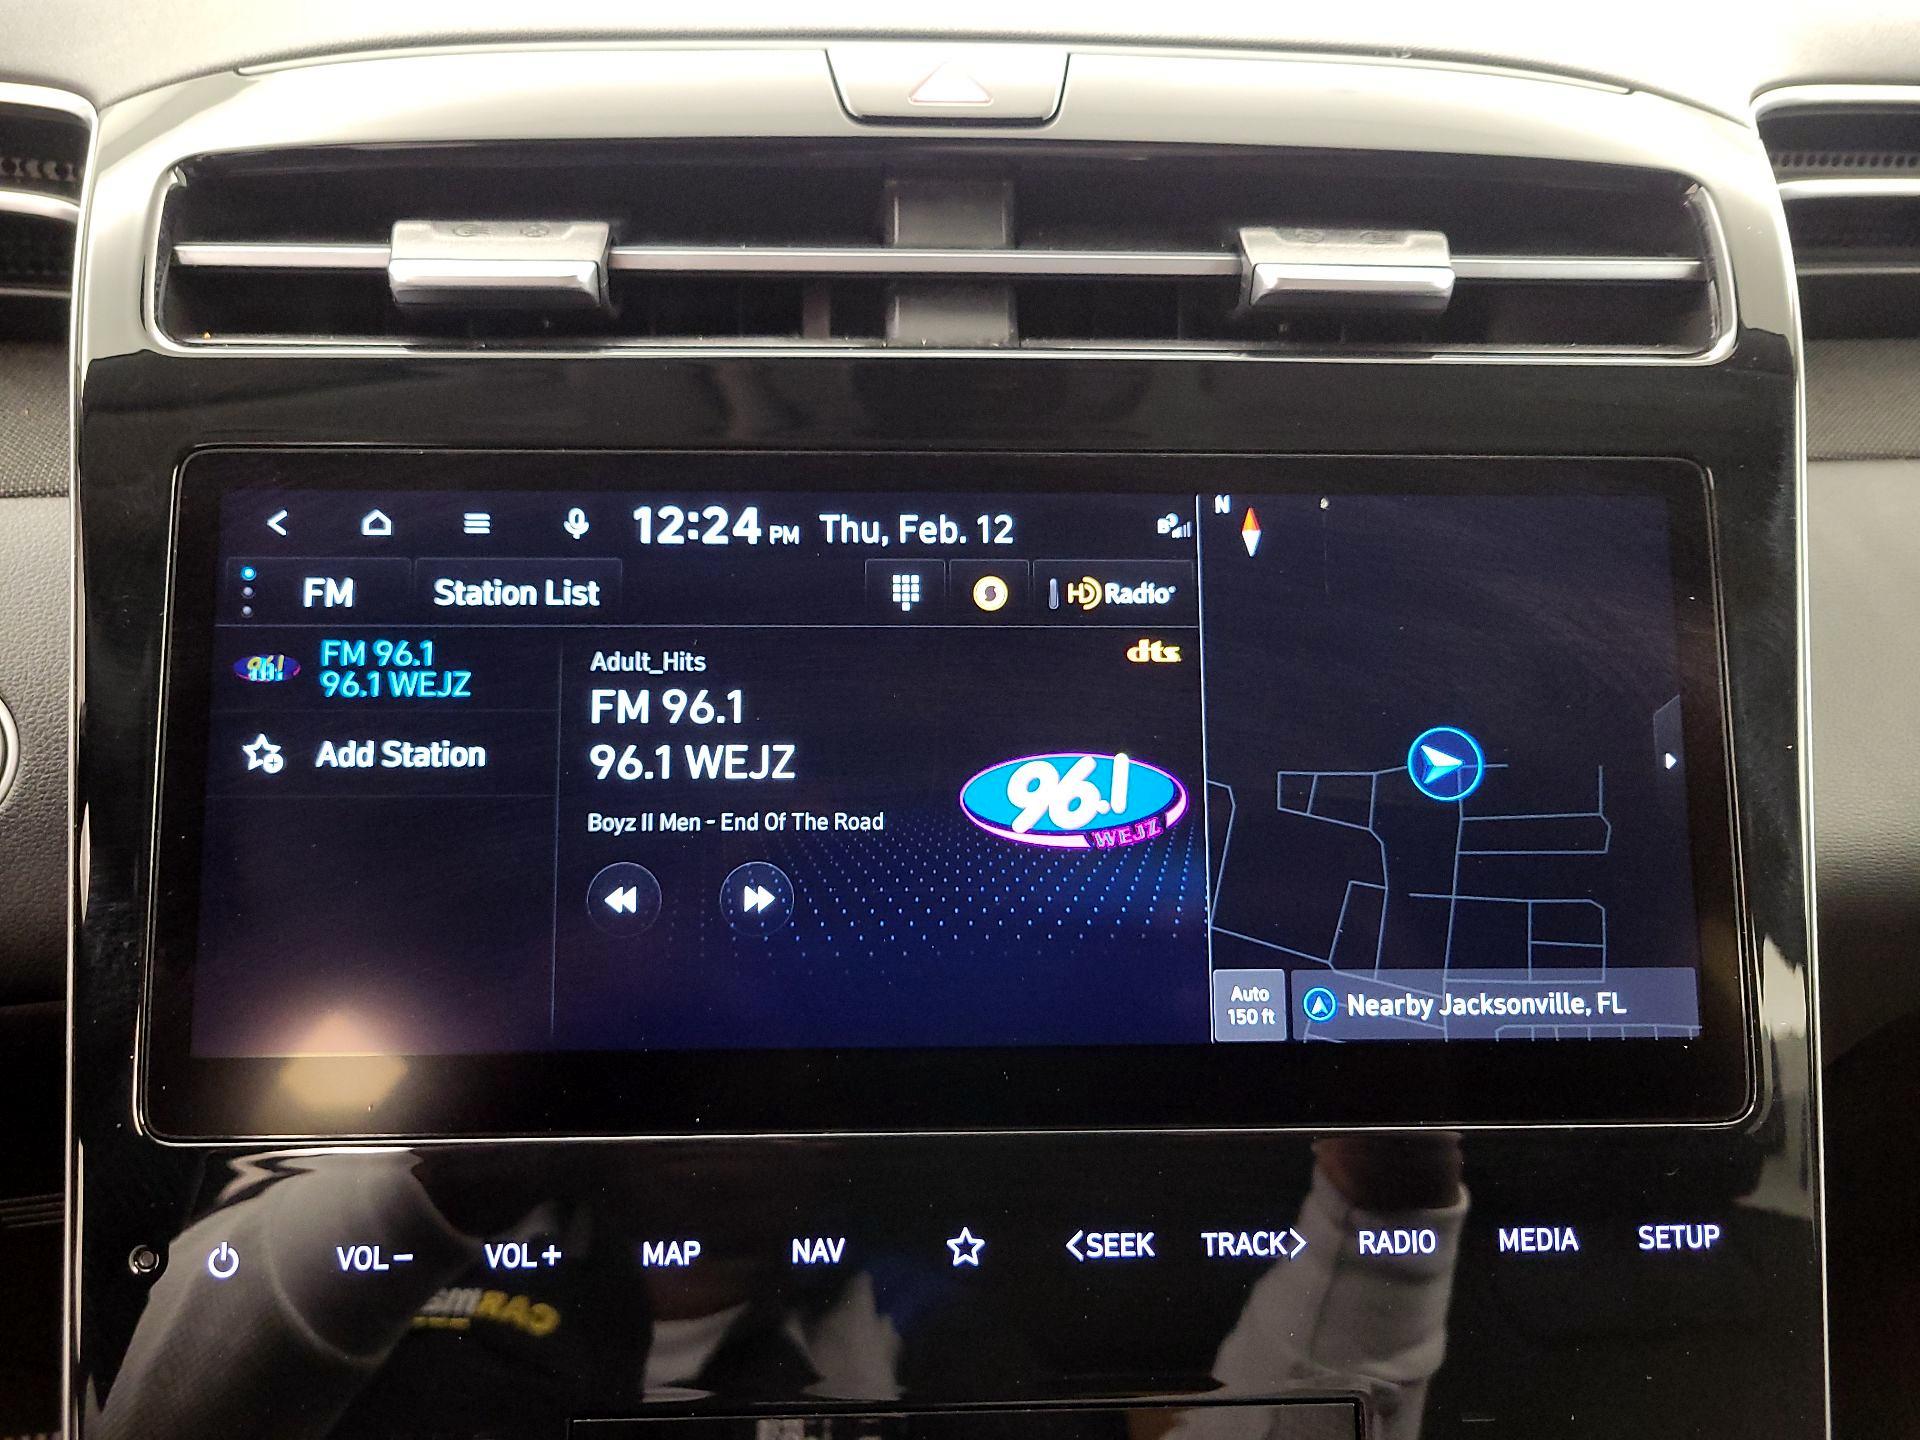 12:24 PM Thu, Feb. 12
N
FM
Station List
HD Radio
96.1
FM 96.1
96.1 WEJZ
Add Station
Adult_Hits
dts
FM 96.1
96.1 WEJZ
Boyz II Men - End Of The Road
96.1
WEJZ
Auto
150 ft
Nearby Jacksonville, FL
VOL- VOL+ MAP NAV <SEEK TRACK> RADIO MEDIA SETUP